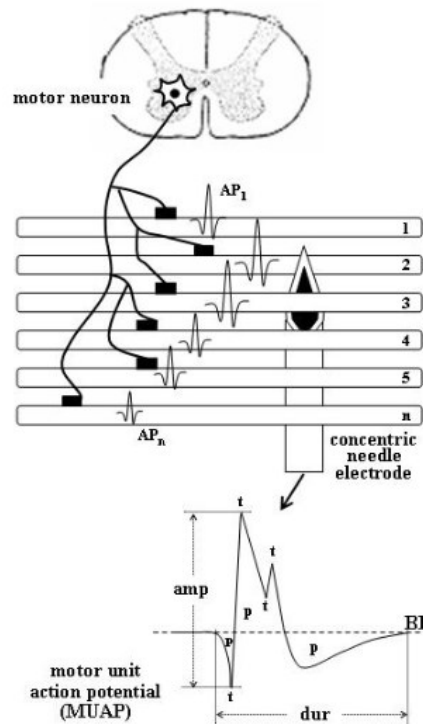 motor neuron
AP1
1
2
3
4
5
n
APn
concentric
needle
electrode
t
t
amp
p
t
p
p
BL
t
motor unit
action potential
(MUAP)
dur